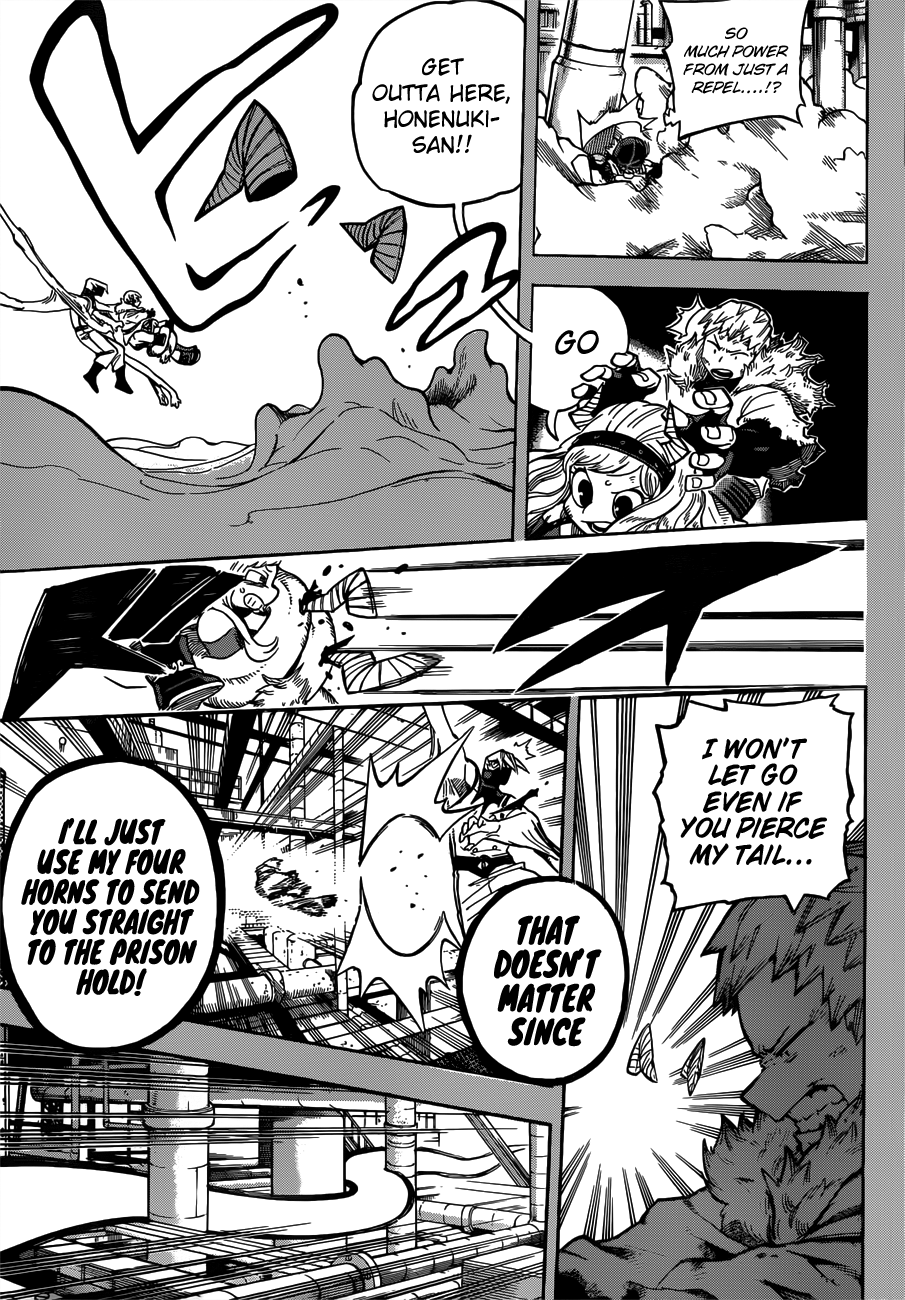 SO
MUCH POWER
FROM JUST A
REPEL....!?
GO
GET
OUTTA HERE,
HONENUKI-
SAN!!
ヒュ
I WON'T
LET GO
EVEN IF
YOU PIERCE
MY TAIL...
THAT
DOESN'T
MATTER
SINCE
I'LL JUST
USE MY FOUR
HORNS TO SEND
YOU STRAIGHT
TO THE PRISON
HOLD!